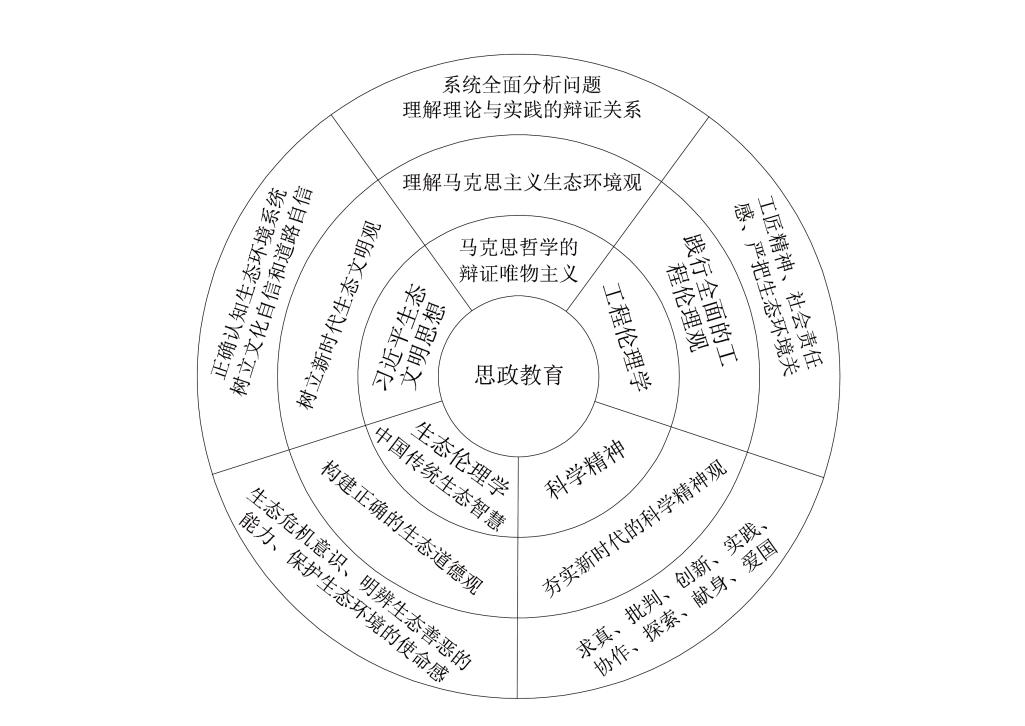 系统全面分析问题
理解理论与实践的辩证关系
理解马克思主义生态环境观
马克思哲学的
辩证唯物主义
工匠精神、社会责任
感、严把生态环境关
践行全面的工
程伦理观
工程伦理学
求真、批判、创新、实践、
协作、探索、献身、爱国
夯实新时代的科学精神观
科学精神
生态危机意识、明辨生态善恶的
能力、保护生态环境的使命感
构建正确的生态道德观
生态伦理学
中国传统生态智慧
正确认知生态环境系统
树立文化自信和道路自信
树立新时代生态文明观
习近平生态
文明思想
思政教育